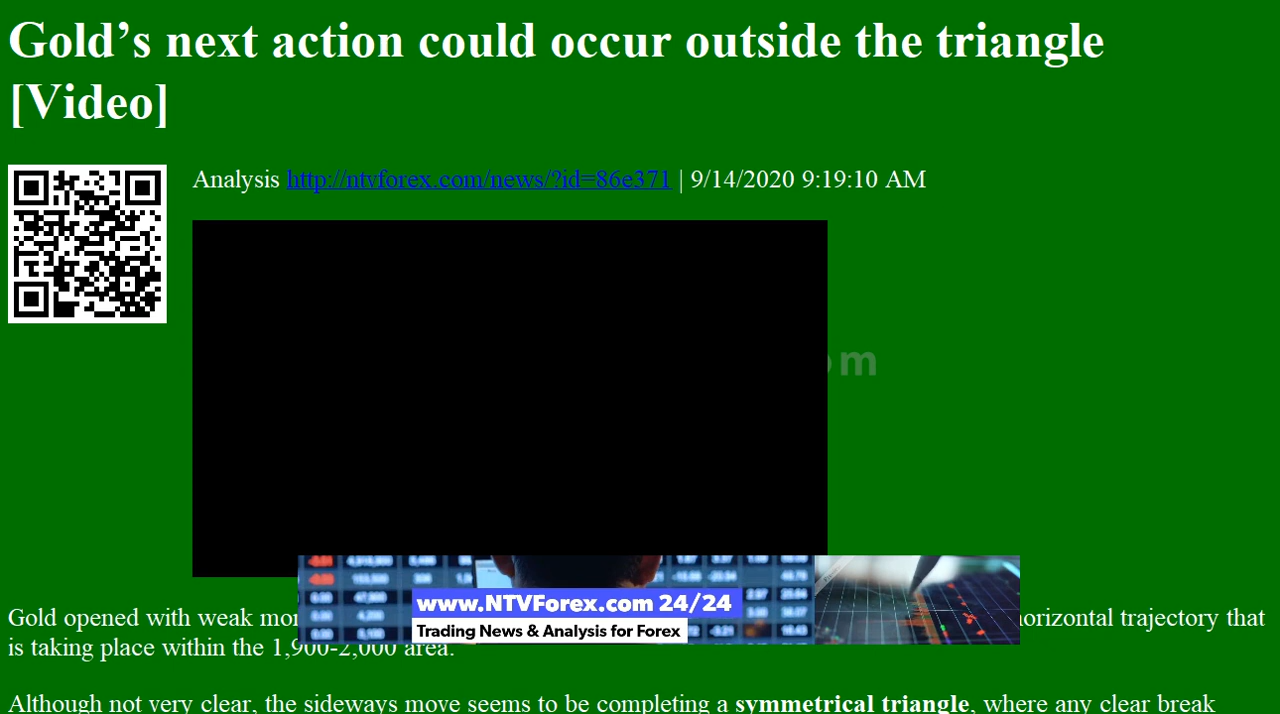 Gold’s next action could occur outside the triangle
[Video]
Analysis http://ntvforex.com/news/?id=86e371 | 9/14/2020 9:19:10 AM
om
www.NTVForex.com 24/24
Trading News & Analysis for Forex
Gold opened with weak horizontal trajectory that
is taking place within the 1,900-2,000 area.
Although not very clear, the sideways move seems to be completing a symmetrical triangle, where any clear break